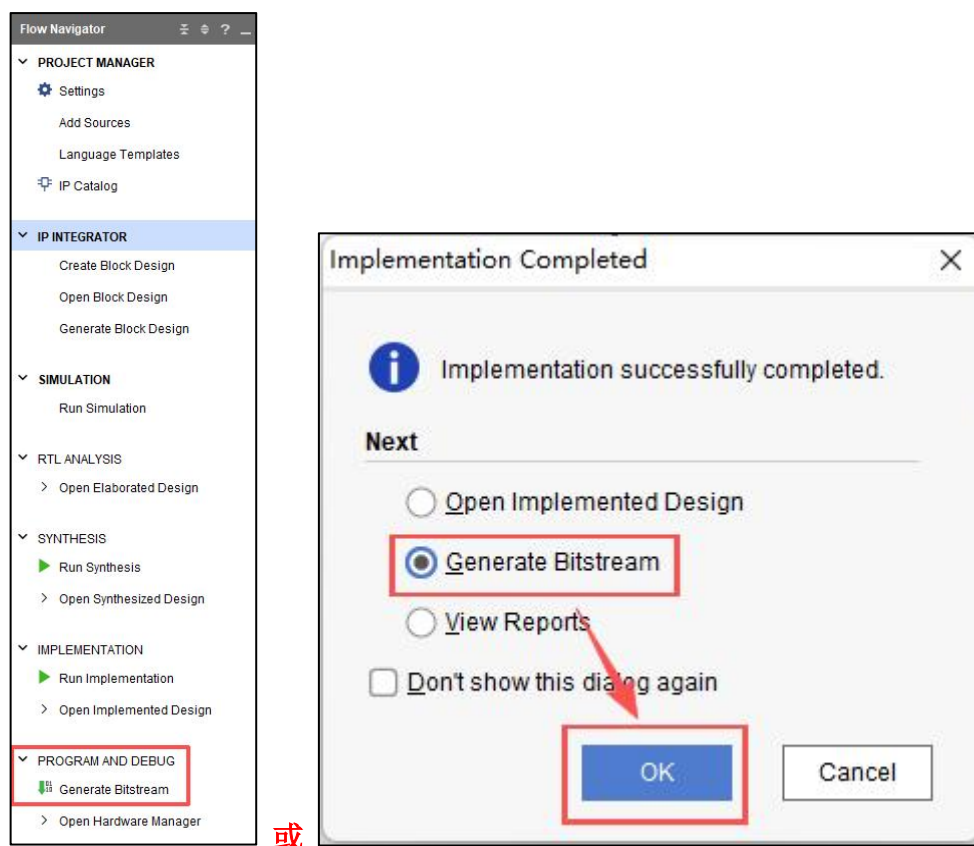 Flow Navigator
PROJECT MANAGER
Settings
Add Sources
Language Templates
IP Catalog
IP INTEGRATOR
Create Block Design
Open Block Design
Generate Block Design
SIMULATION
Run Simulation
RTL ANALYSIS
Open Elaborated Design
SYNTHESIS
Run Synthesis
Open Synthesized Design
IMPLEMENTATION
Run Implementation
Open Implemented Design
PROGRAM AND DEBUG
Generate Bitstream
Open Hardware Manager
或
Implementation Completed
Implementation successfully completed.
Next
Open Implemented Design
Generate Bitstream
View Reports
Don't show this dialog again
OK
Cancel